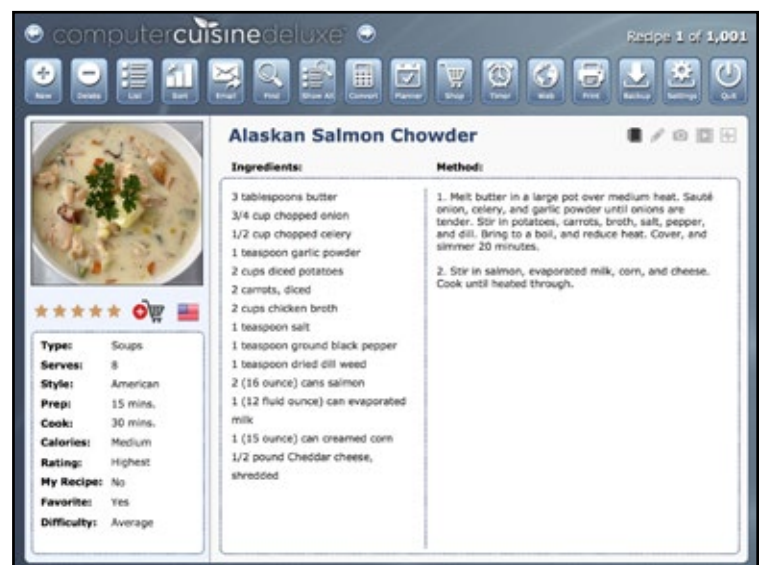 computercuisinedeluxe
Recipe 1 of 1,001
New
Delete
List
Sort
Email
Find
Show All
Convert
Planner
Shop
Timer
Web
Print
Backup
Settings
Quit
Alaskan Salmon Chowder
Ingredients:
Method:
3 tablespoons butter
3/4 cup chopped onion
1/2 cup chopped celery
1 teaspoon garlic powder
2 cups diced potatoes
2 carrots, diced
2 cups chicken broth
1 teaspoon salt
1 teaspoon ground black pepper
1 teaspoon dried dill weed
2 (16 ounce) cans salmon
1 (12 fluid ounce) can evaporated
milk
1 (15 ounce) can creamed corn
1/2 pound Cheddar cheese,
shredded
1. Melt butter in a large pot over medium heat. Sauté
onion, celery, and garlic powder until onions are
tender. Stir in potatoes, carrots, broth, salt, pepper,
and dill. Bring to a boil, and reduce heat. Cover, and
simmer 20 minutes.
2. Stir in salmon, evaporated milk, corn, and cheese.
Cook until heated through.
Type: Soups
Serves: 8
Style: American
Prep: 15 mins.
Cook: 30 mins.
Calories: Medium
Rating: Highest
My Recipe: No
Favorite: Yes
Difficulty: Average